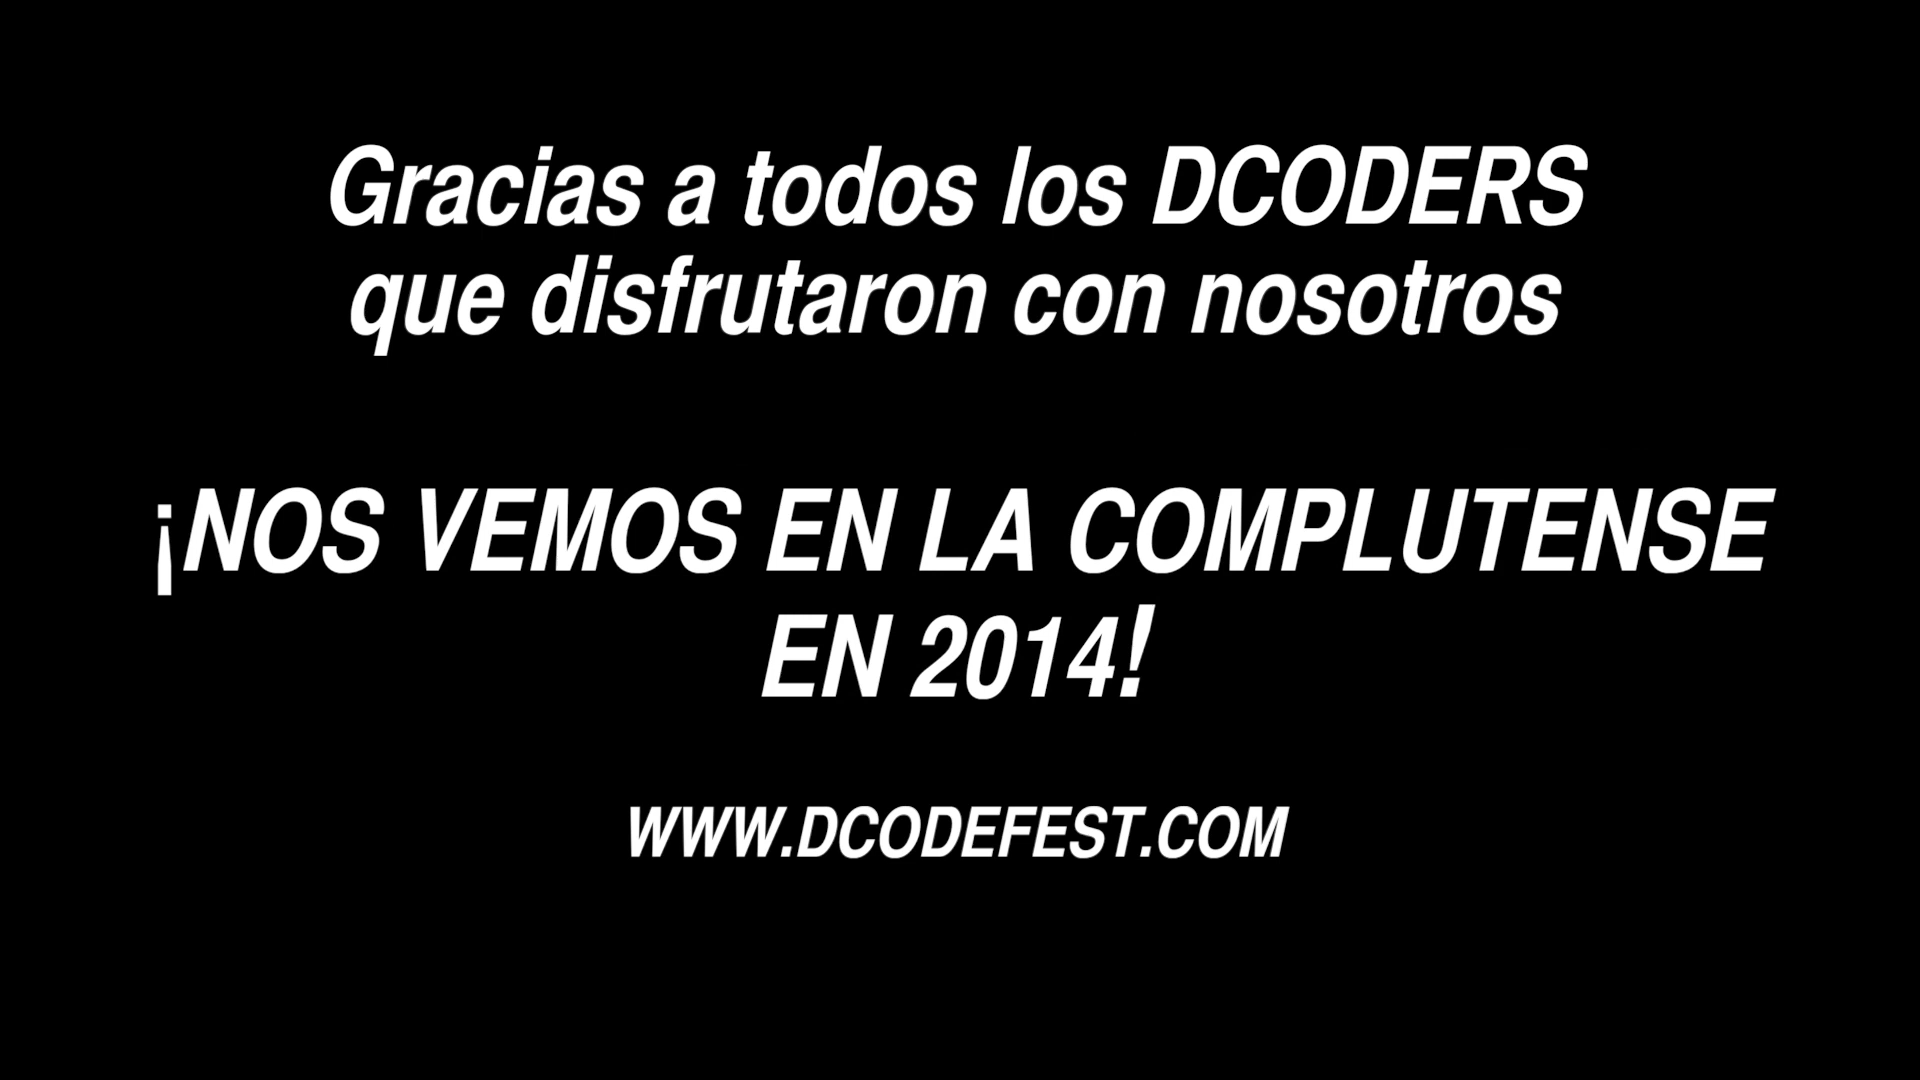 Gracias a todos los DCODERS
que disfrutaron con nosotros
¡NOS VEMOS EN LA COMPLUTENSE
EN 2014!
WWW.DCODEFEST.COM